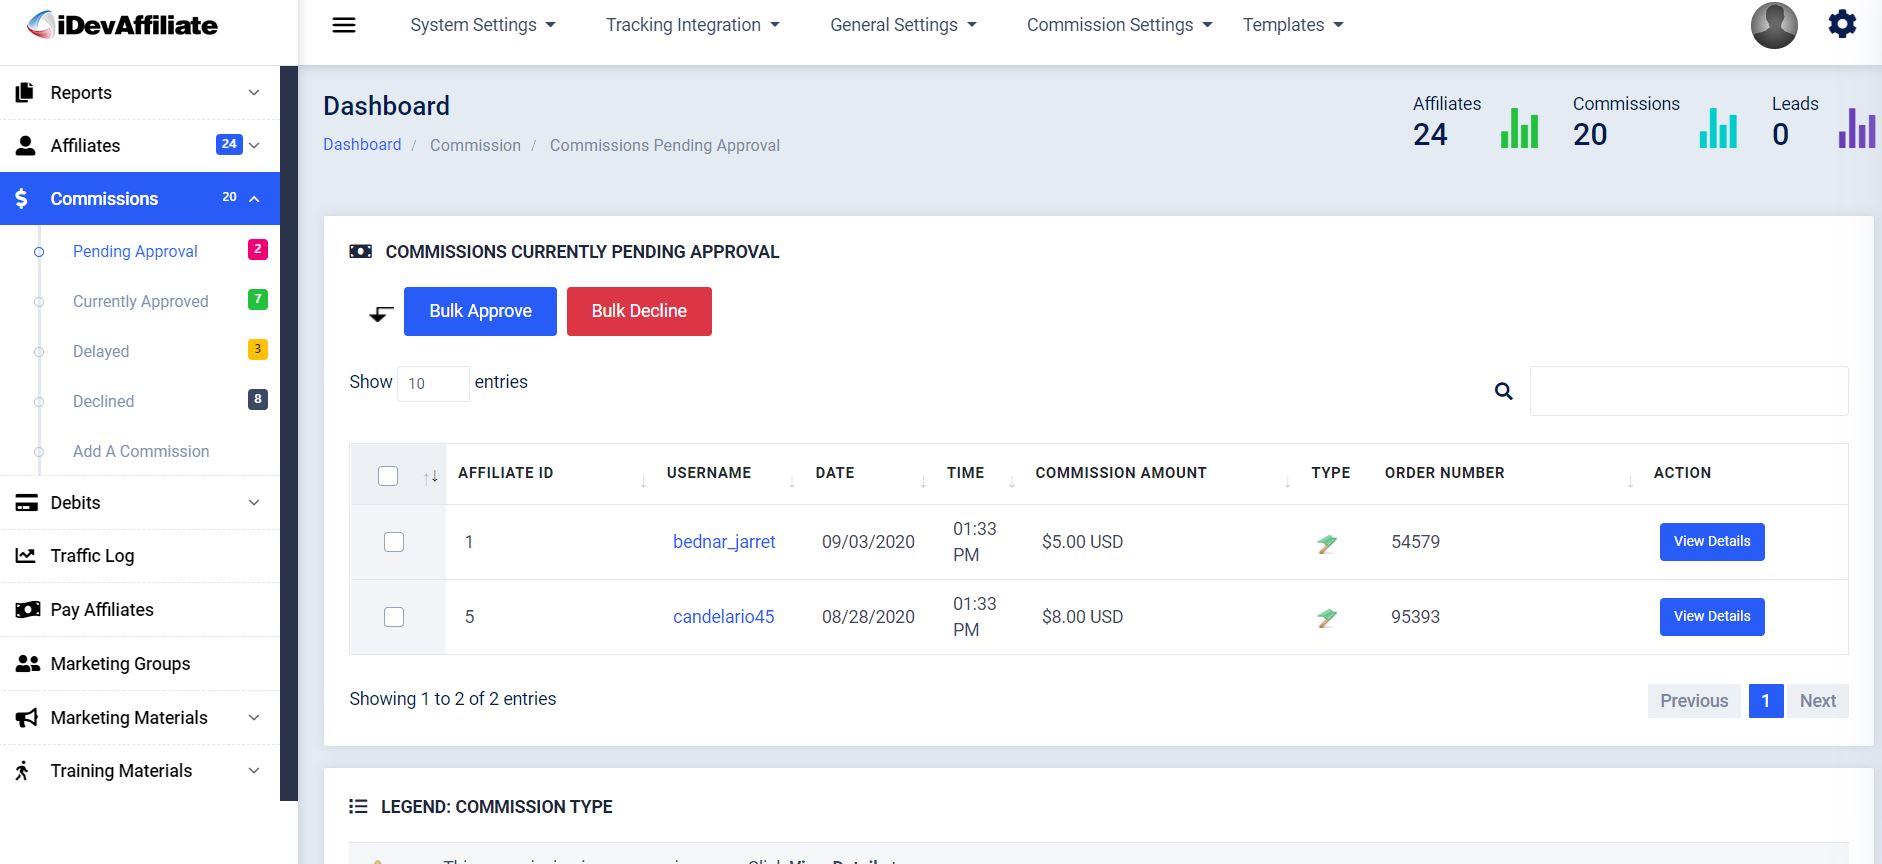 iDevAffiliate
System Settings
Tracking Integration
General Settings
Commission Settings
Templates
Reports
Affiliates 24
Commissions 20
Pending Approval 2
Currently Approved 7
Delayed 3
Declined 8
Add A Commission
Debits
Traffic Log
Pay Affiliates
Marketing Groups
Marketing Materials
Training Materials
Dashboard
Dashboard / Commission / Commissions Pending Approval
Affiliates
24
Commissions
20
Leads
0
COMMISSIONS CURRENTLY PENDING APPROVAL
Bulk Approve
Bulk Decline
Show 10 entries
AFFILIATE ID USERNAME DATE TIME COMMISSION AMOUNT TYPE ORDER NUMBER ACTION
1 bednar_jarret 09/03/2020 01:33 PM $5.00 USD 54579 View Details
5 candelario45 08/28/2020 01:33 PM $8.00 USD 95393 View Details
Showing 1 to 2 of 2 entries
Previous 1 Next
LEGEND: COMMISSION TYPE